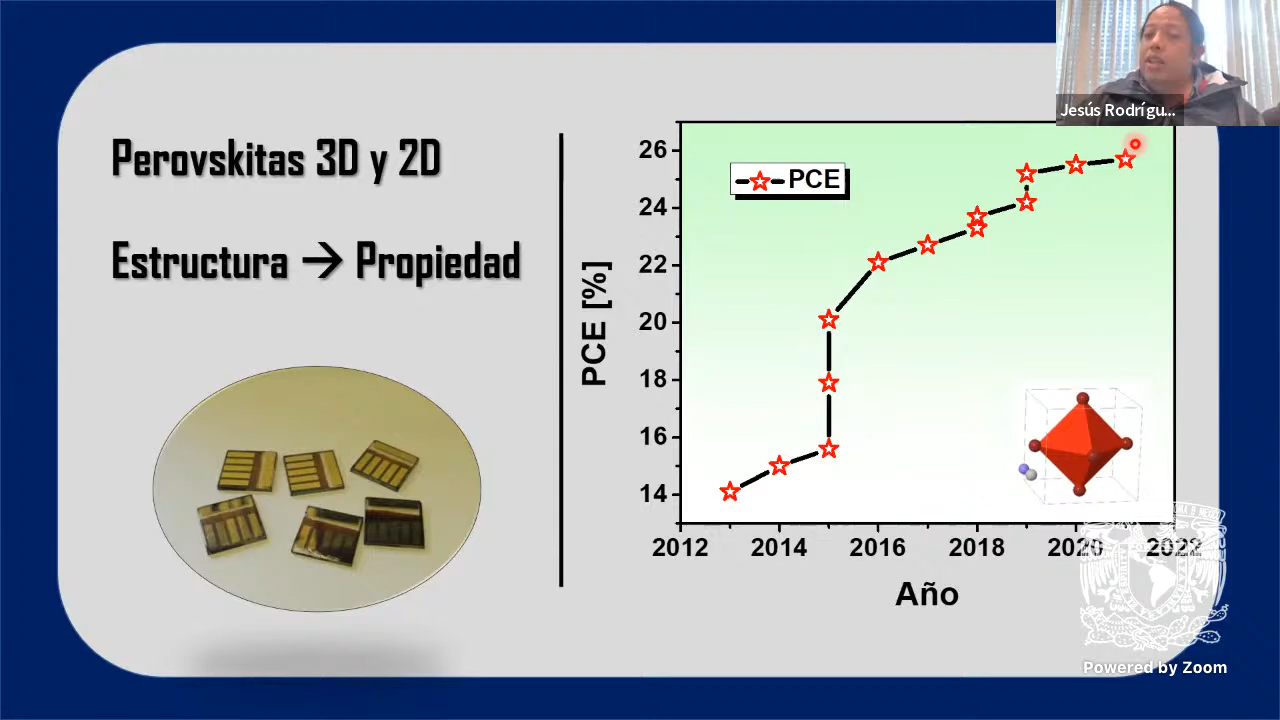 Jesús Rodrígu...
Perovskitas 3D y 2D
Estructura → Propiedad
PCE
PCE [%]
26
24
22
20
18
16
14
2012 2014 2016 2018 2020 2022
Año
Powered by Zoom